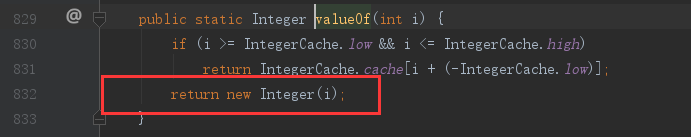 829 @ public static Integer valueOf(int i) {
830 if (i >= IntegerCache.low && i <= IntegerCache.high)
831 return IntegerCache.cache[i + (-IntegerCache.low)];
832 return new Integer(i);
833 }